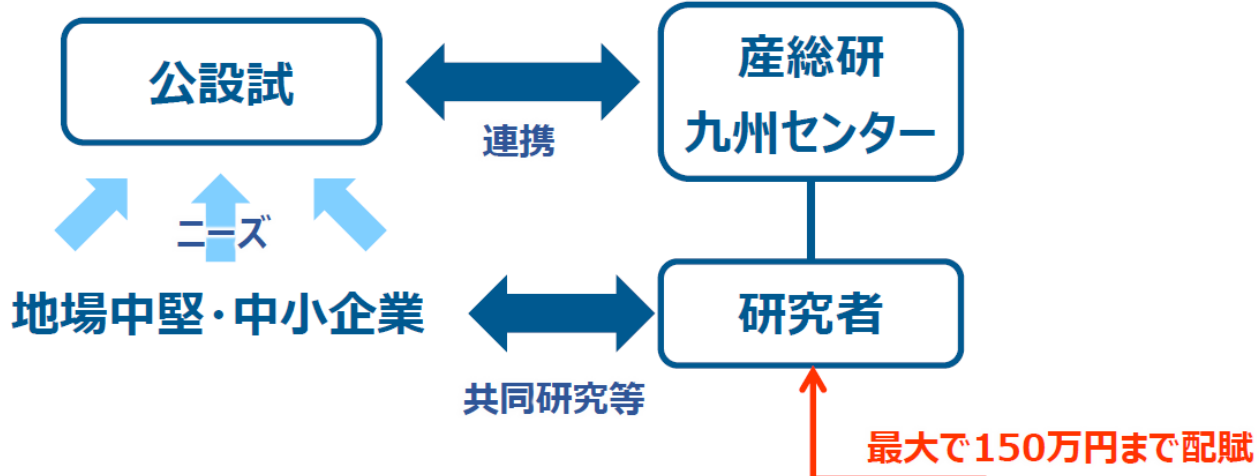 公設試
連携
産総研
九州センター
ニーズ
地場中堅・中小企業
共同研究等
研究者
最大で150万円まで配賦